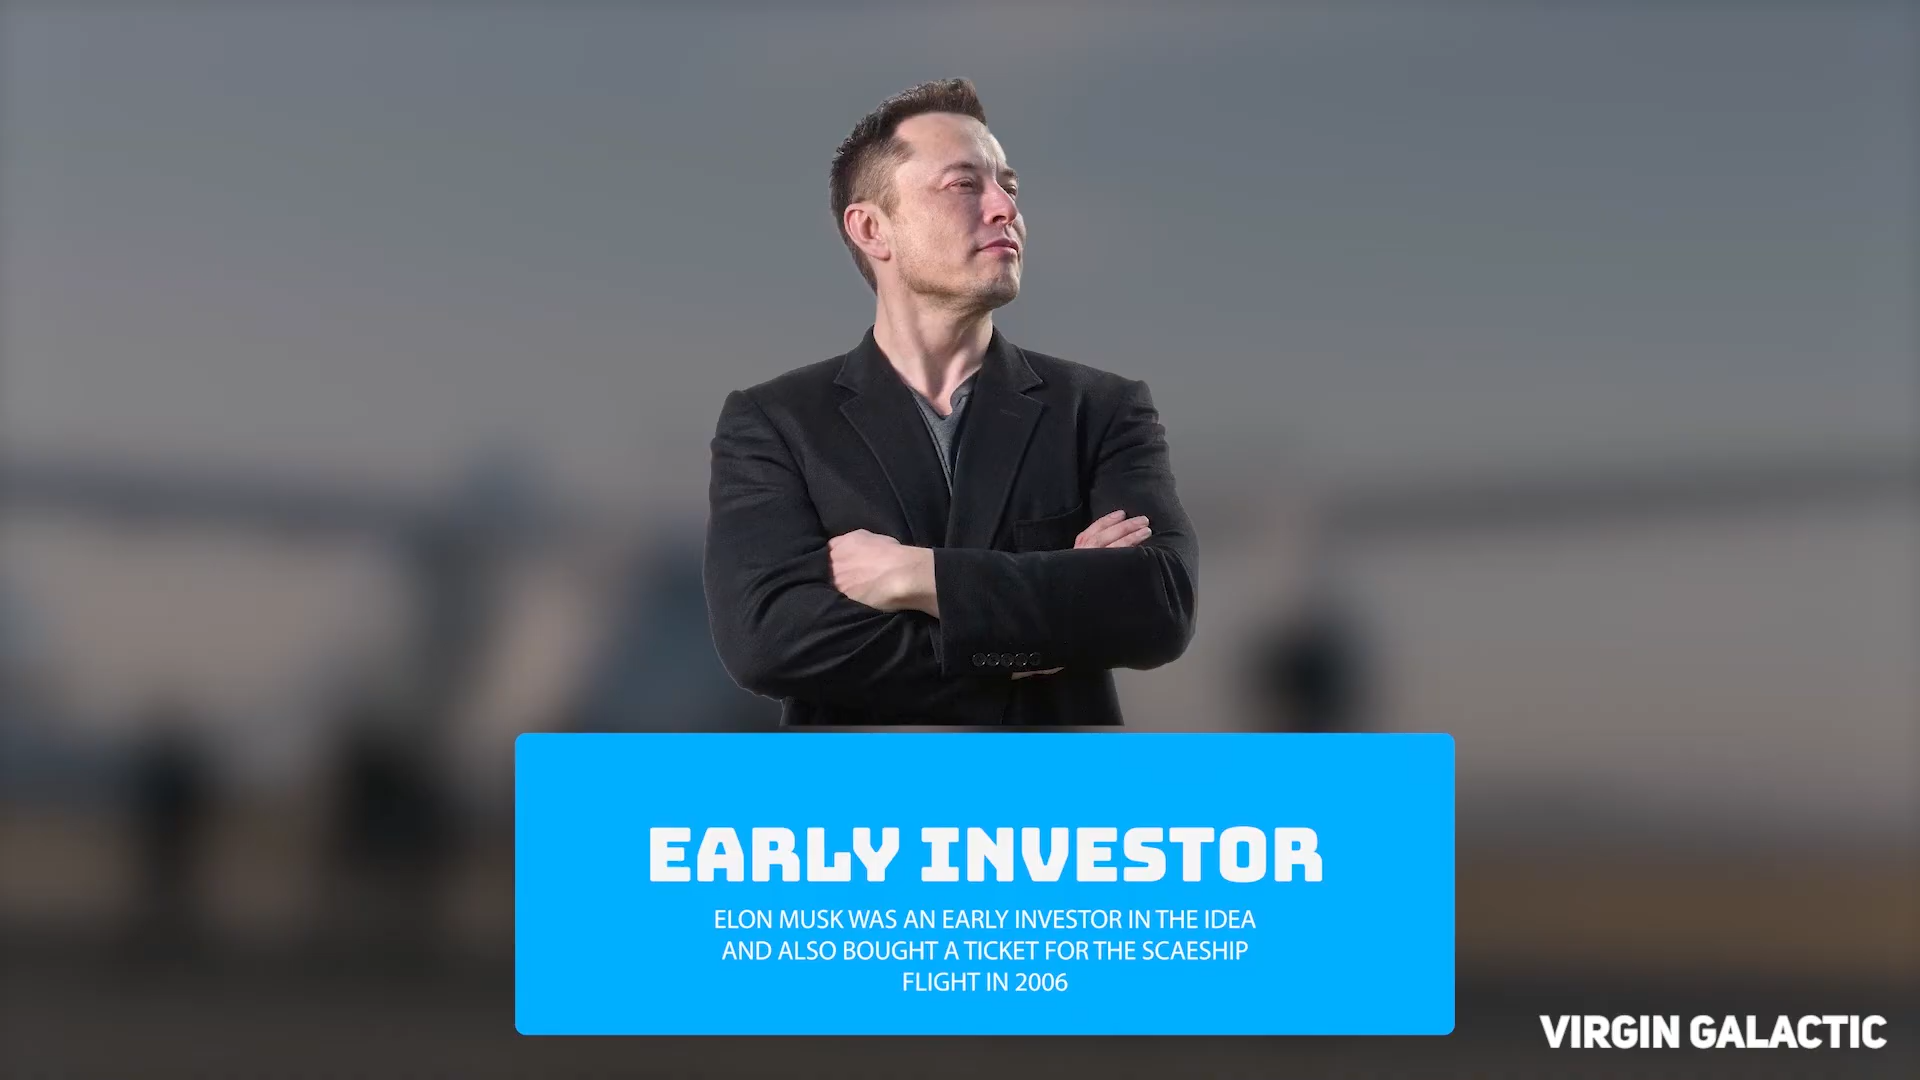 EARLY INVESTOR
ELON MUSK WAS AN EARLY INVESTOR IN THE IDEA
AND ALSO BOUGHT A TICKET FOR THE SCAESHIP
FLIGHT IN 2006
VIRGIN GALACTIC